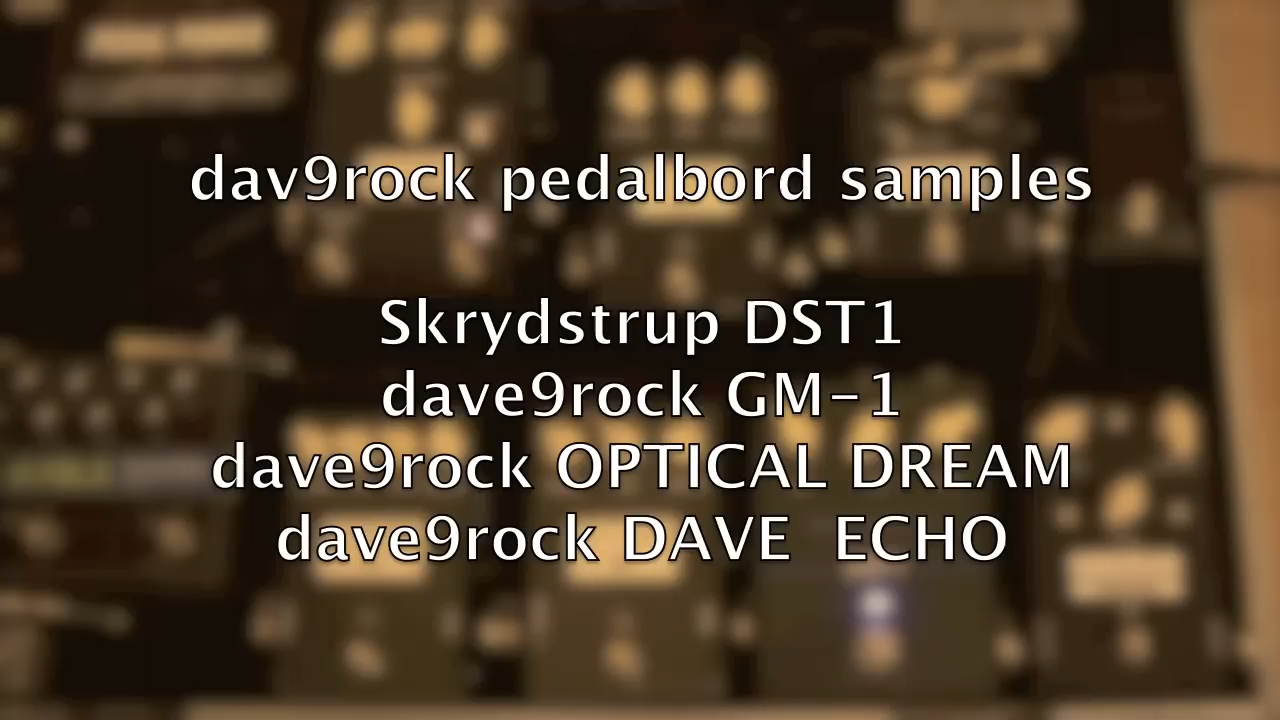 dav9rock pedalbord samples
Skrydstrup DST1
dave9rock GM-1
dave9rock OPTICAL DREAM
dave9rock DAVE ECHO